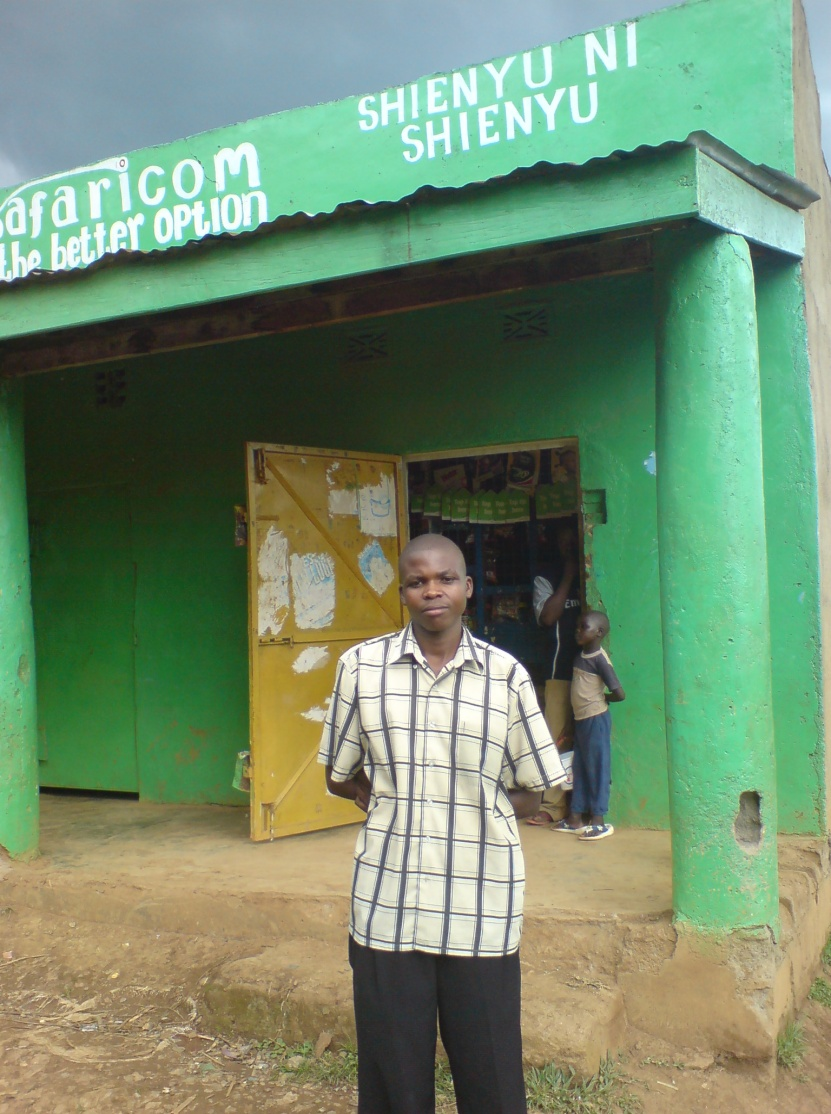 safaricom
the better option
SHIENYU NI
SHIENYU